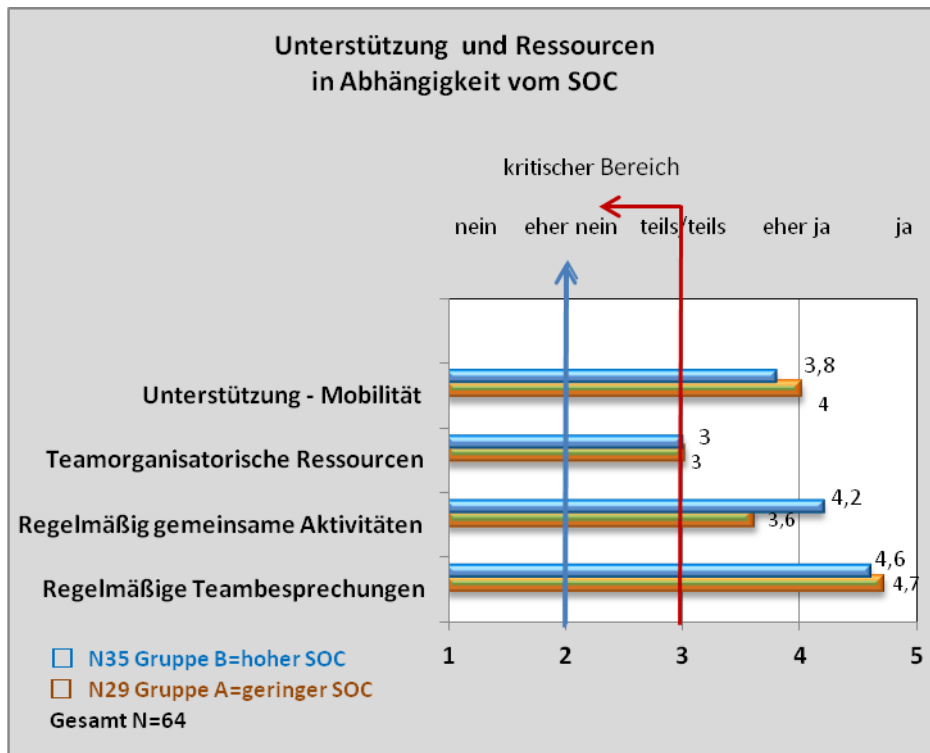 Unterstützung und Ressourcen
in Abhängigkeit vom SOC
kritischer Bereich
nein eher nein teils/teils eher ja ja
3,8
Unterstützung - Mobilität
4
Teamorganisatorische Ressourcen
3
3
4,2
Regelmäßig gemeinsame Aktivitäten
3,6
4,6
Regelmäßige Teambesprechungen
4,7
1 2 3 4 5
N35 Gruppe B=hoher SOC
N29 Gruppe A=geringer SOC
Gesamt N=64